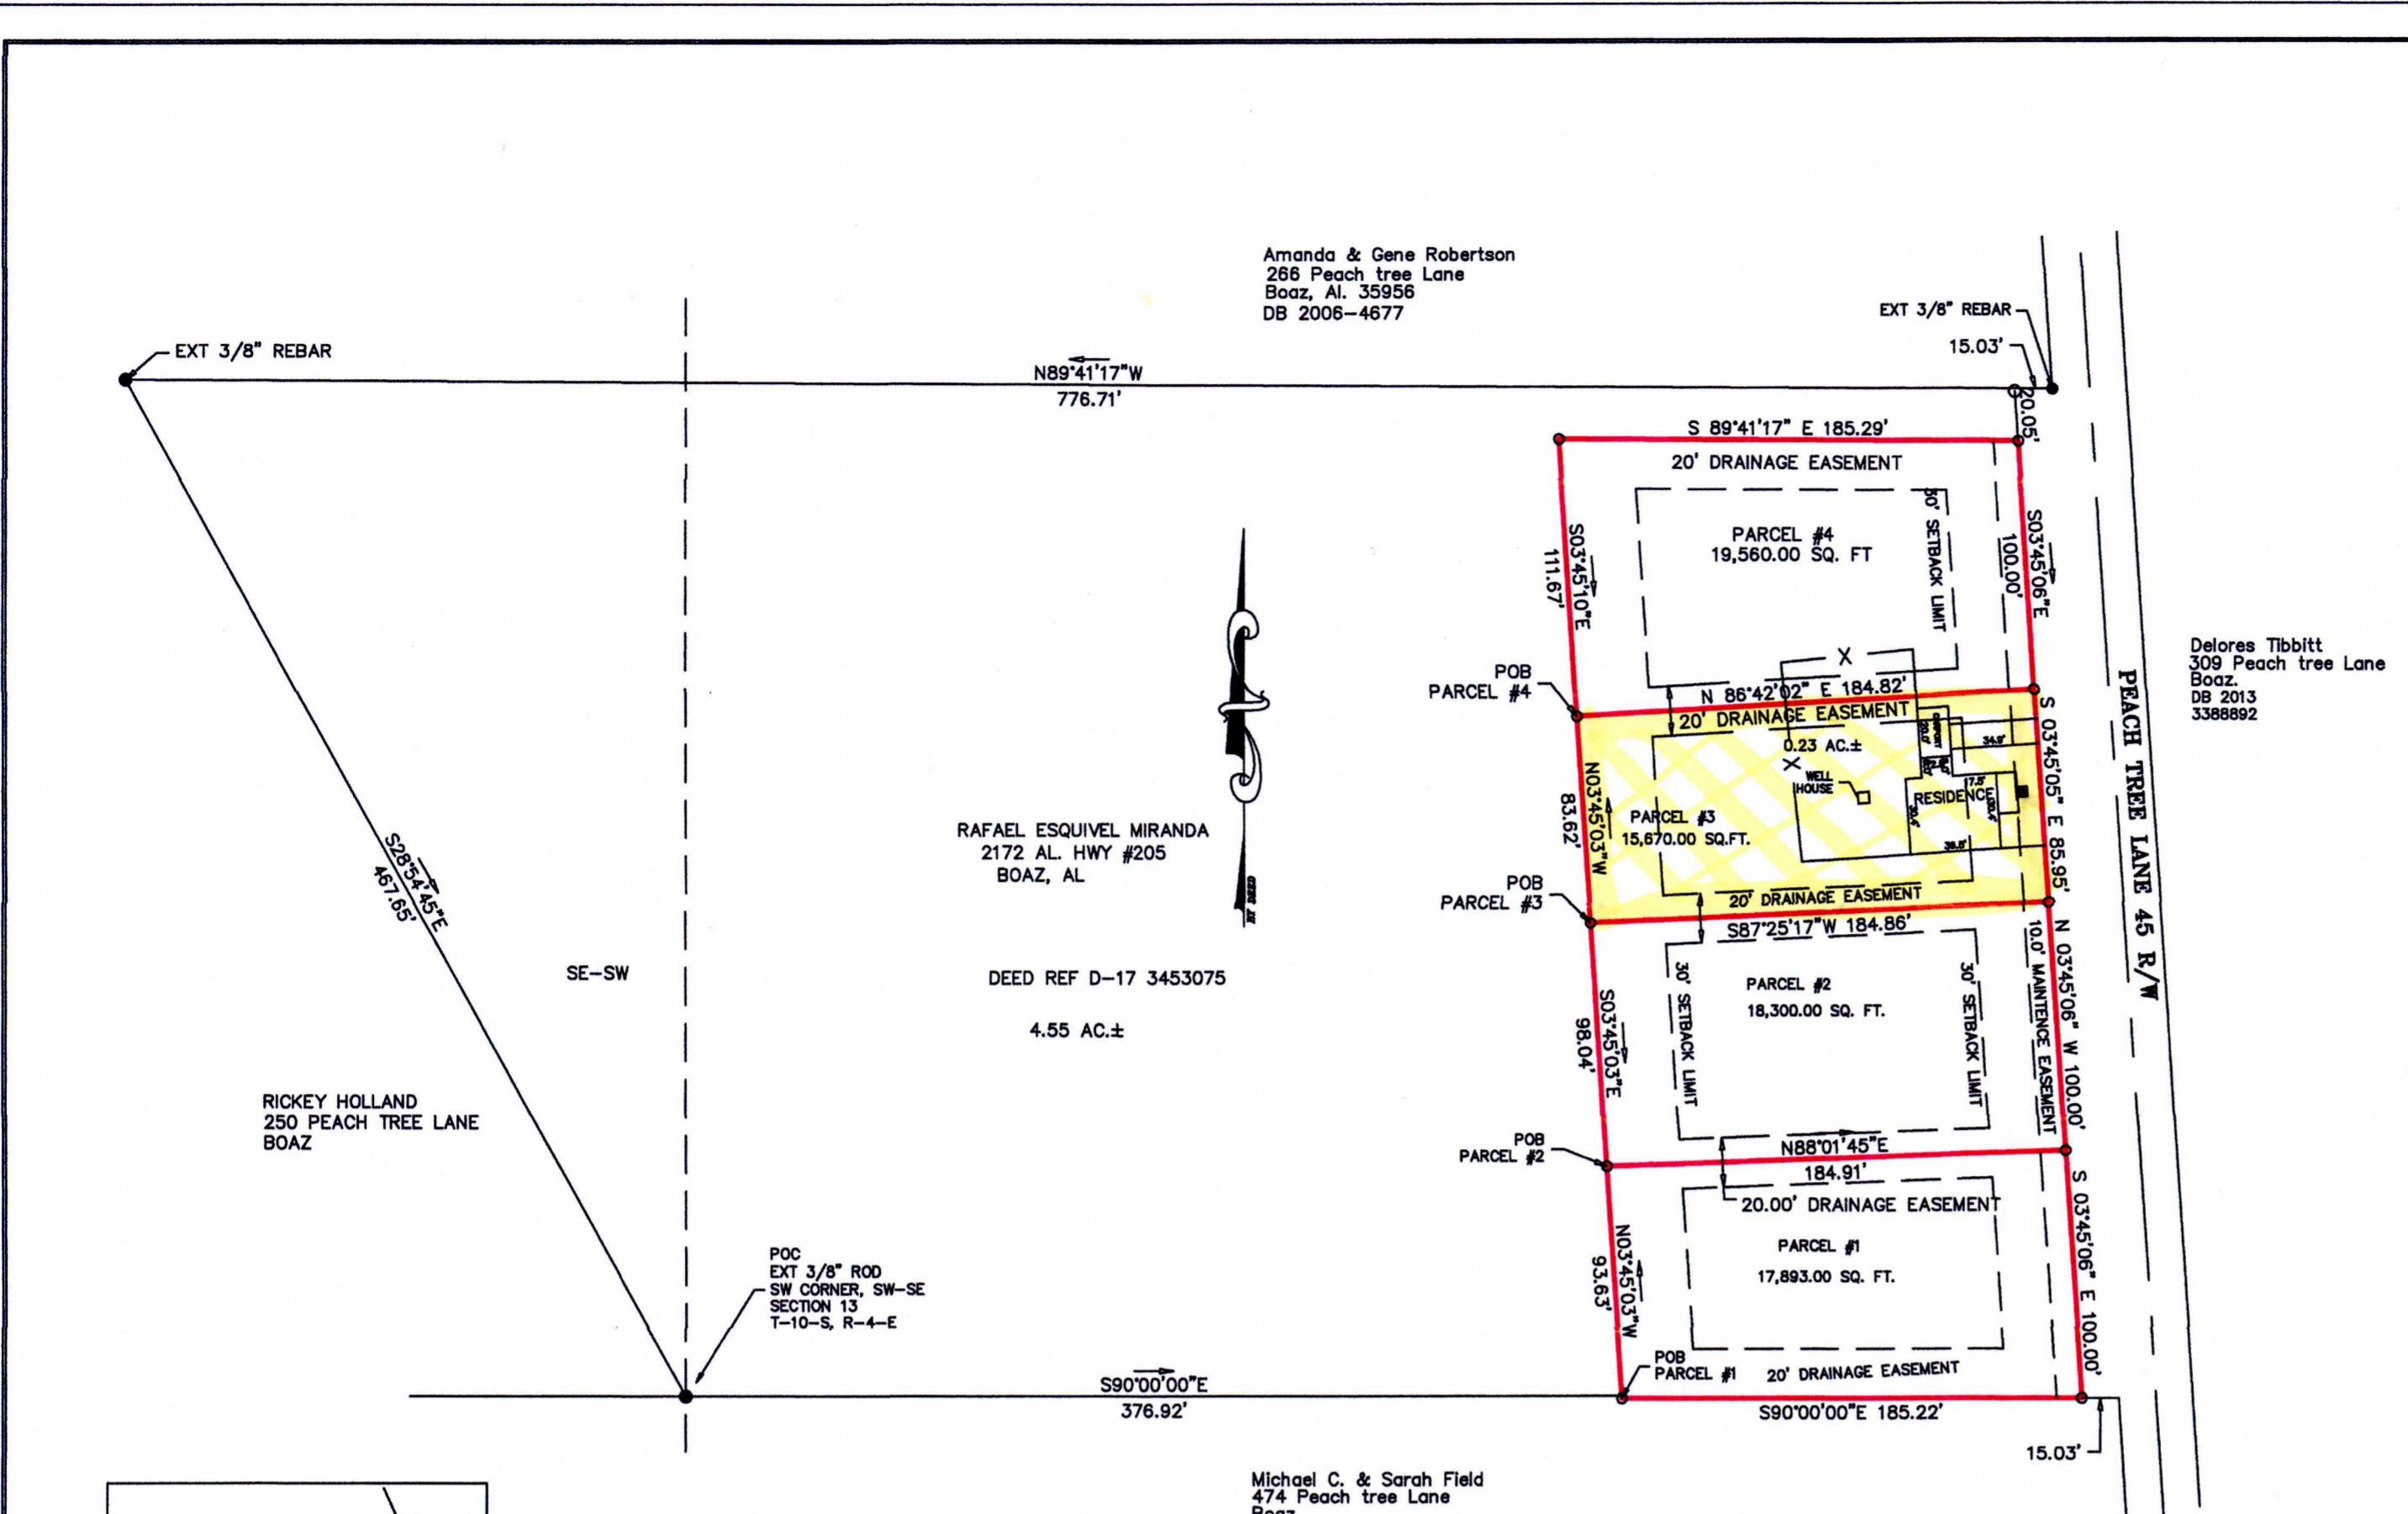 Amanda & Gene Robertson
266 Peach tree Lane
Boaz, Al. 35956
DB 2006-4677
EXT 3/8" REBAR
15.03'
EXT 3/8" REBAR
N89°41'17"W
776.71'
20.05'
S 89°41'17" E 185.29'
20' DRAINAGE EASEMENT
30' SETBACK LIMIT
PARCEL #4
19,560.00 SQ. FT
S03°45'10"E
111.67'
S03°45'06"E
100.00'
Delores Tibbitt
309 Peach tree Lane
Boaz.
DB 2013
3388892
PEACH TREE LANE 45 R/W
POB
PARCEL #4
X
N 86°42'02" E 184.82'
20' DRAINAGE EASEMENT
0.23 AC.±
X
WELL
HOUSE
RESIDENCE
CARPORT
20.0'
34.5'
7.5'
30.4'
PARCEL #3
15,670.00 SQ.FT.
N03°45'03"W
83.62'
S 03°45'05" E 85.95'
RAFAEL ESQUIVEL MIRANDA
2172 AL. HWY #205
BOAZ, AL
BY DEED
S28°54'45"E
467.65'
POB
PARCEL #3
20' DRAINAGE EASEMENT
S87°25'17"W 184.86'
SE-SW
DEED REF D-17 3453075
4.55 AC.±
30' SETBACK LIMIT
PARCEL #2
18,300.00 SQ. FT.
30' SETBACK LIMIT
10.0' MAINTENCE EASEMENT
N 03°45'06" W 100.00'
S03°45'03"E
98.04'
RICKEY HOLLAND
250 PEACH TREE LANE
BOAZ
POB
PARCEL #2
N88°01'45"E
184.91'
20.00' DRAINAGE EASEMENT
PARCEL #1
17,893.00 SQ. FT.
N03°45'03"W
93.63'
S 03°45'06" E 100.00'
POC
EXT 3/8" ROD
SW CORNER, SW-SE
SECTION 13
T-10-S, R-4-E
POB
PARCEL #1
20' DRAINAGE EASEMENT
S90°00'00"E
376.92'
S90°00'00"E 185.22'
15.03'
Michael C. & Sarah Field
474 Peach tree Lane
Boaz